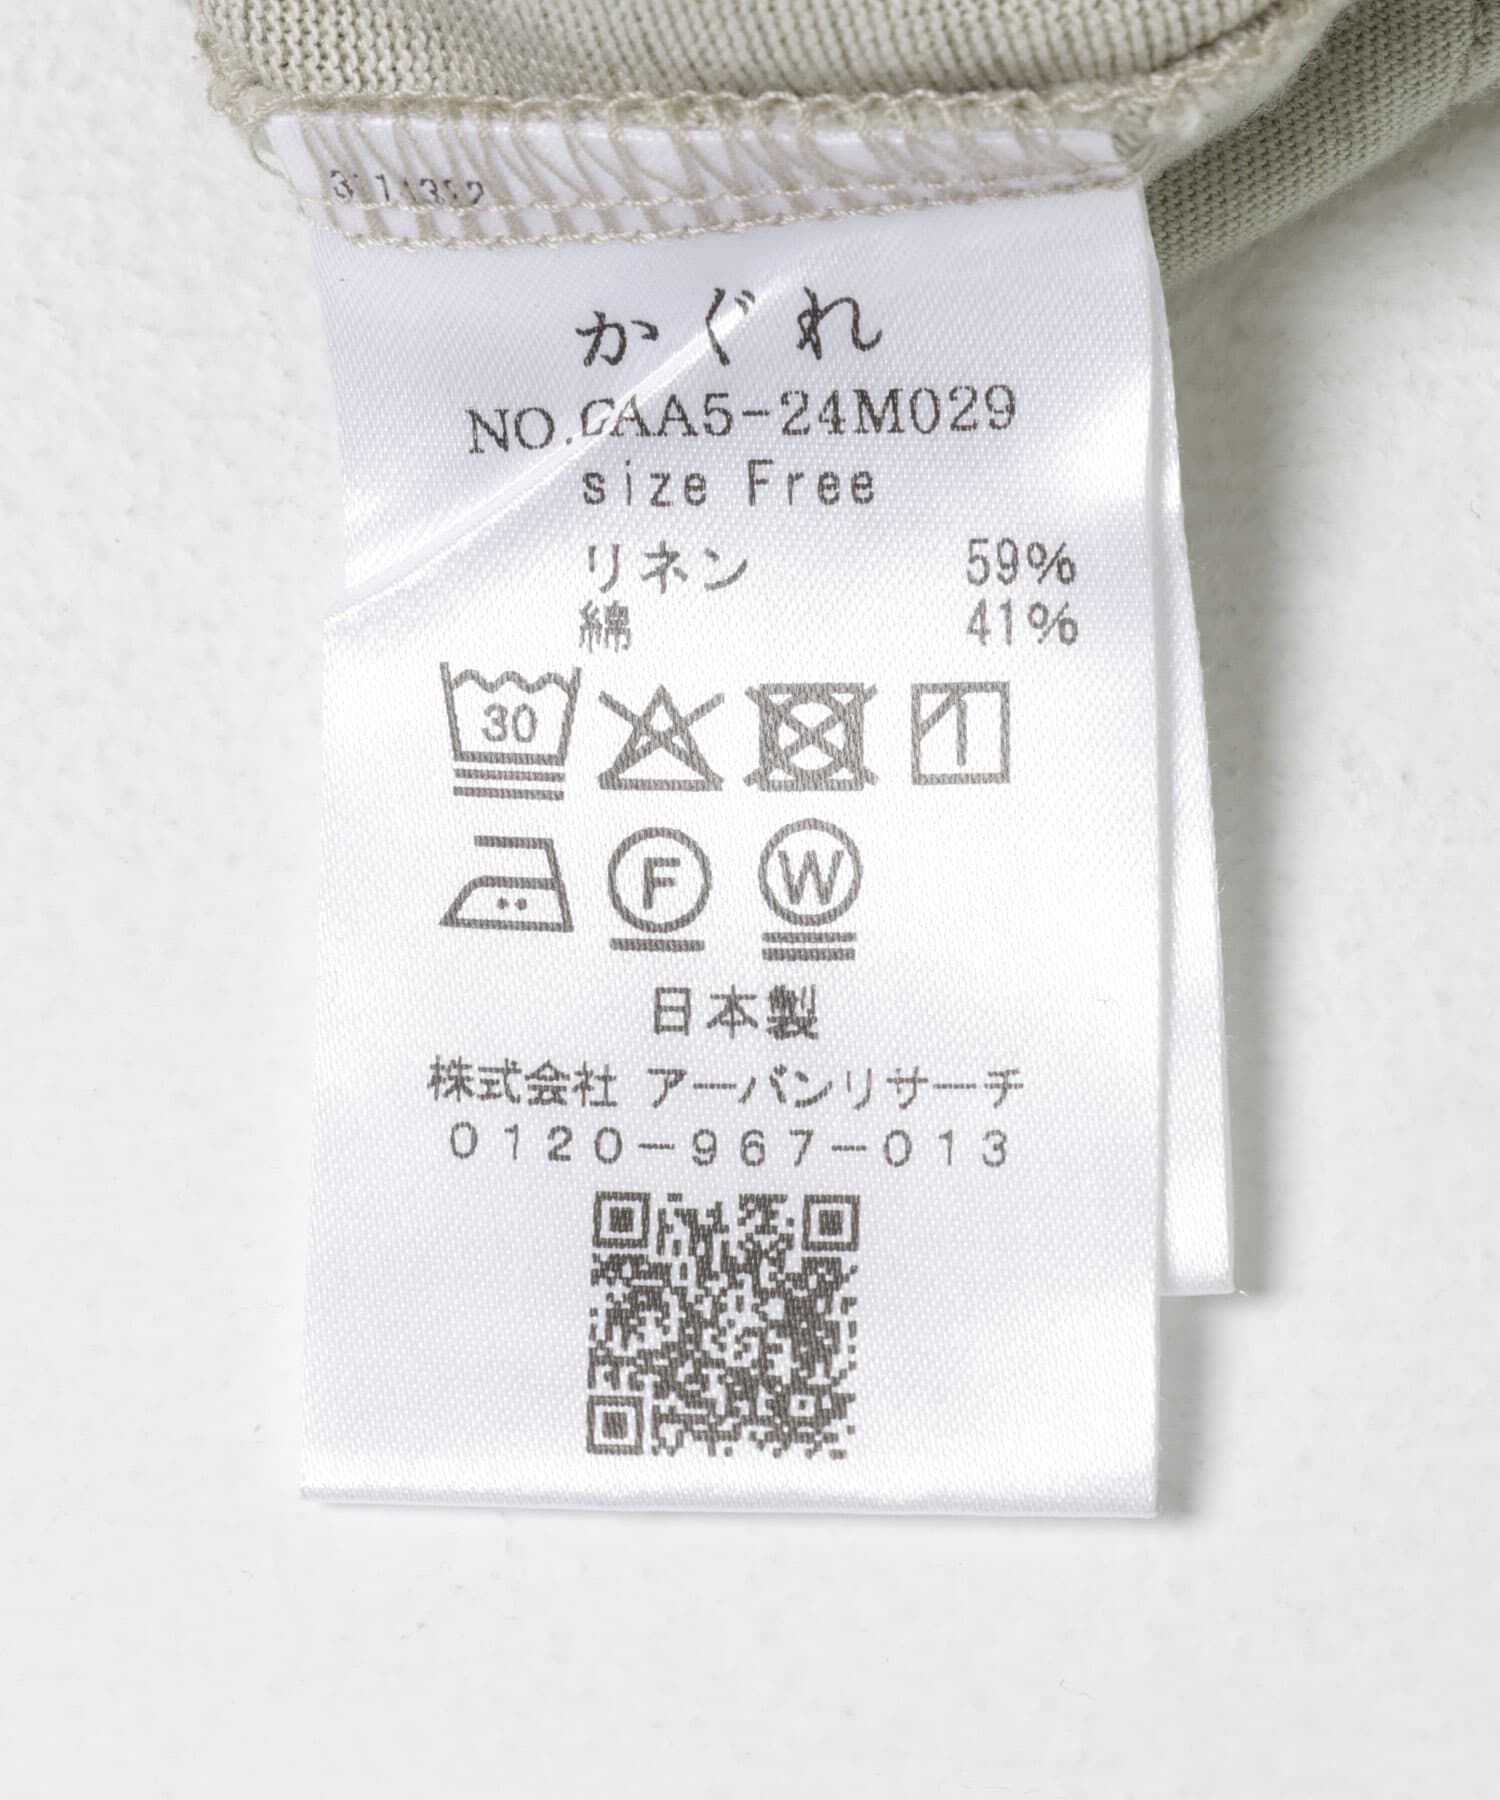 かぐれ
NO.GAA5-24M029
size Free
リネン 59%
綿 41%
30
F W
日本製
株式会社 アーバンリサーチ
0120-967-013